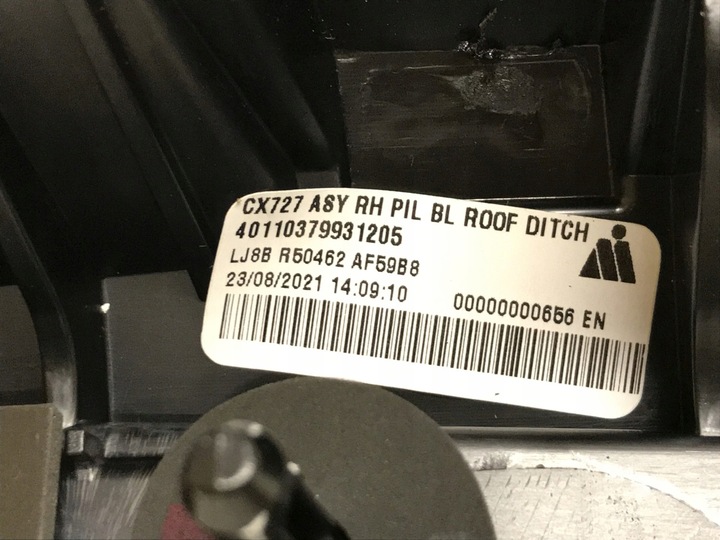 CX727 ASY RH PIL BL ROOF DITCH
40110379931205
LJ8B R50462 AF59B8
23/08/2021 14:09:10 00000000656 EN